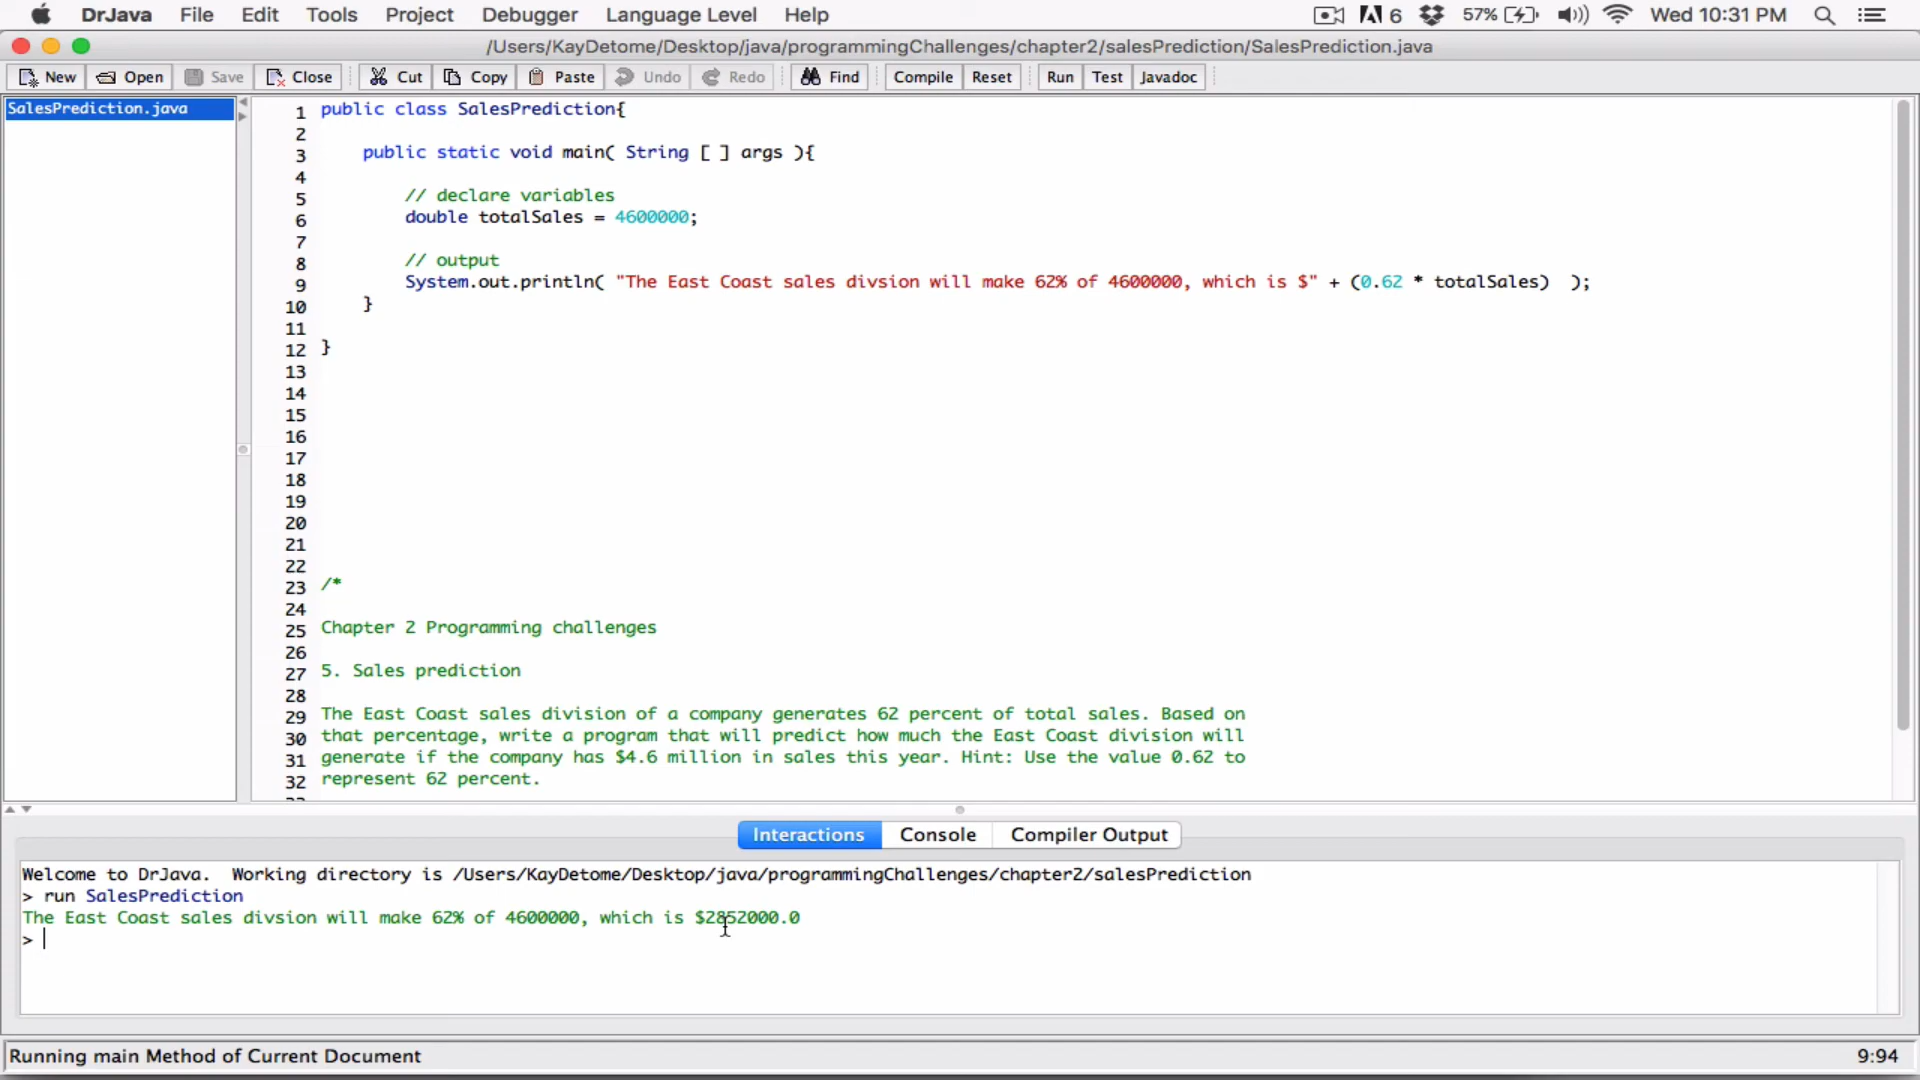 DrJava File Edit Tools Project Debugger Language Level Help 6 57% Wed 10:31 PM
/Users/KayDetome/Desktop/java/programmingChallenges/chapter2/salesPrediction/SalesPrediction.java
New Open Save Close Cut Copy Paste Undo Redo Find Compile Reset Run Test Javadoc
SalesPrediction.java
1 public class SalesPrediction{
2
3 public static void main( String [ ] args ){
4
5 // declare variables
6 double totalSales = 4600000;
7
8 // output
9 System.out.println( "The East Coast sales divsion will make 62% of 4600000, which is $" + (0.62 * totalSales) );
10 }
11
12 }
13
14
15
16
17
18
19
20
21
22
23 /*
24
25 Chapter 2 Programming challenges
26
27 5. Sales prediction
28
29 The East Coast sales division of a company generates 62 percent of total sales. Based on
30 that percentage, write a program that will predict how much the East Coast division will
31 generate if the company has $4.6 million in sales this year. Hint: Use the value 0.62 to
32 represent 62 percent.
Interactions Console Compiler Output
Welcome to DrJava. Working directory is /Users/KayDetome/Desktop/java/programmingChallenges/chapter2/salesPrediction
> run SalesPrediction
The East Coast sales divsion will make 62% of 4600000, which is $2852000.0
>
Running main Method of Current Document 9:94